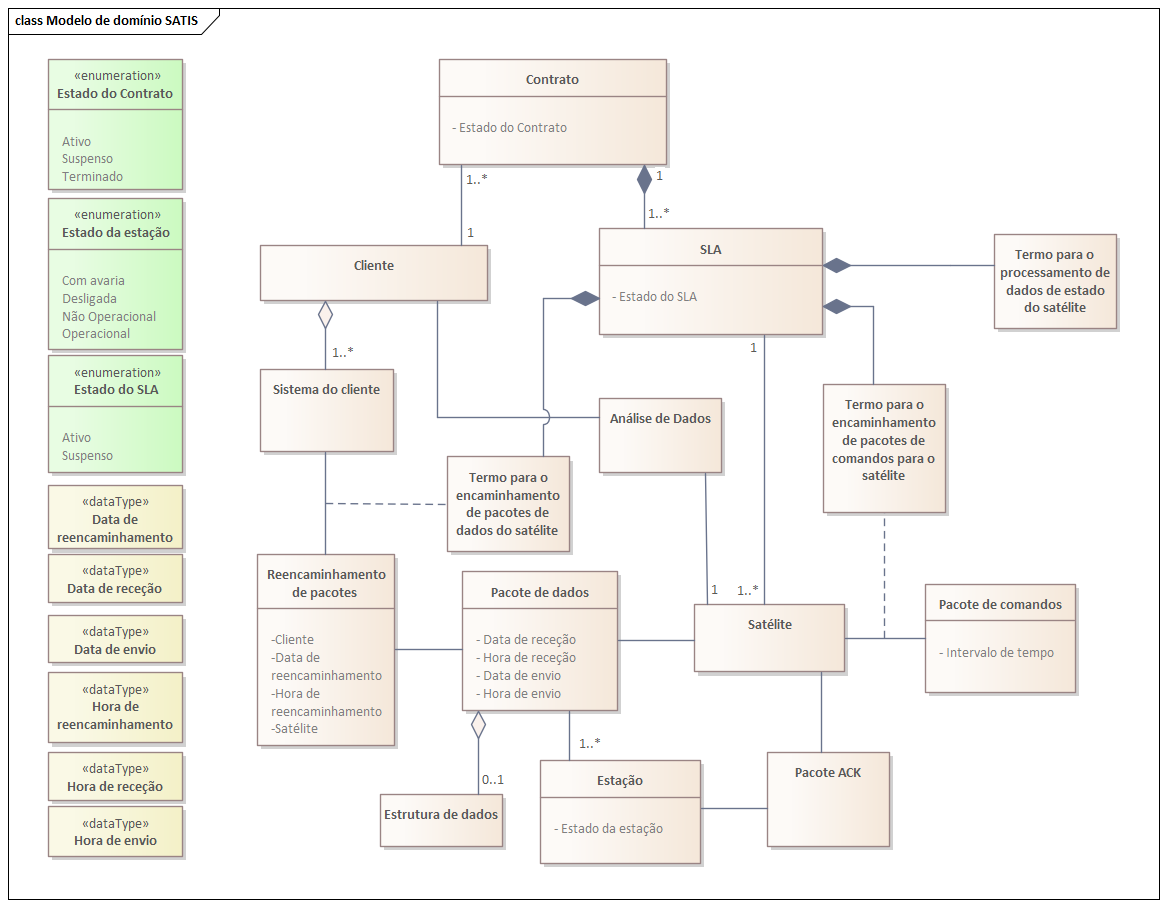 class Modelo de domínio SATIS
«enumeration»
Estado do Contrato
Ativo
Suspenso
Terminado
«enumeration»
Estado da estação
Com avaria
Desligada
Não Operacional
Operacional
«enumeration»
Estado do SLA
Ativo
Suspenso
«dataType»
Data de
reencaminhamento
«dataType»
Data de receção
«dataType»
Data de envio
«dataType»
Hora de
reencaminhamento
«dataType»
Hora de receção
«dataType»
Hora de envio
Contrato
- Estado do Contrato
1..*
1
1
1..*
Cliente
SLA
- Estado do SLA
Termo para o
processamento de
dados de estado
do satélite
1..*
1
Sistema do cliente
Análise de Dados
Termo para o
encaminhamento
de pacotes de
comandos para o
satélite
Termo para o
encaminhamento
de pacotes de
dados do satélite
Reencaminhamento
de pacotes
-Cliente
-Data de
reencaminhamento
-Hora de
reencaminhamento
-Satélite
Pacote de dados
- Data de receção
- Hora de receção
- Data de envio
- Hora de envio
1
1..*
Satélite
Pacote de comandos
- Intervalo de tempo
1..*
0..1
Estrutura de dados
Estação
- Estado da estação
Pacote ACK